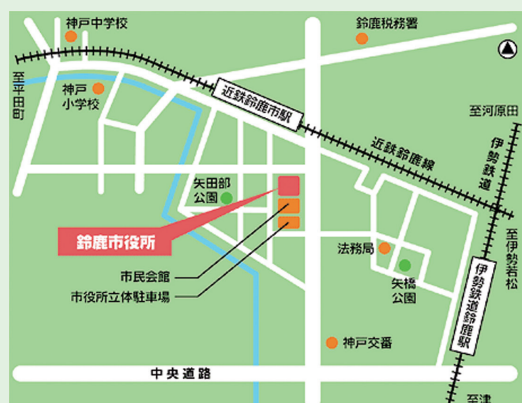 神戸中学校
鈴鹿税務署
至平田町
神戸
小学校
近鉄鈴鹿市駅
至河原田
近鉄鈴鹿線
伊勢鉄道
矢田部
公園
鈴鹿市役所
法務局
至伊勢若松
市民会館
矢橋
公園
市役所立体駐車場
伊勢鉄道鈴鹿駅
神戸交番
中央道路
至津